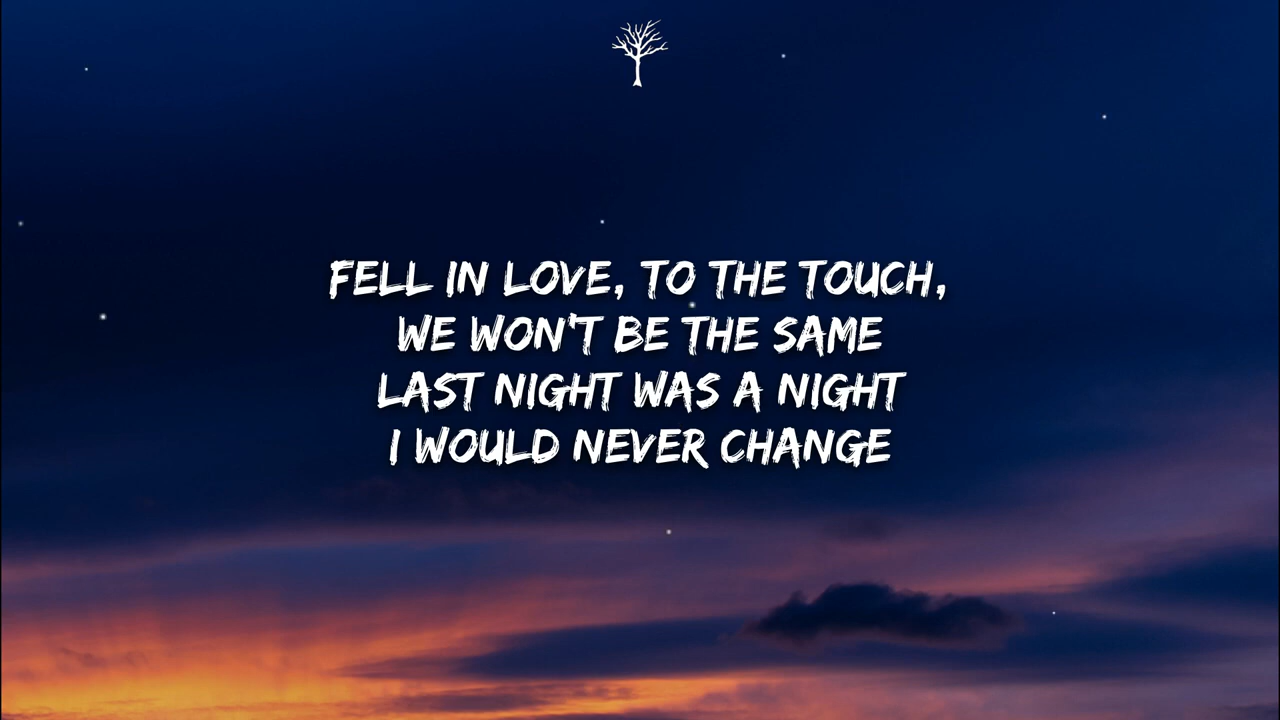 FELL IN LOVE, TO THE TOUCH,
WE WON'T BE THE SAME
LAST NIGHT WAS A NIGHT
I WOULD NEVER CHANGE